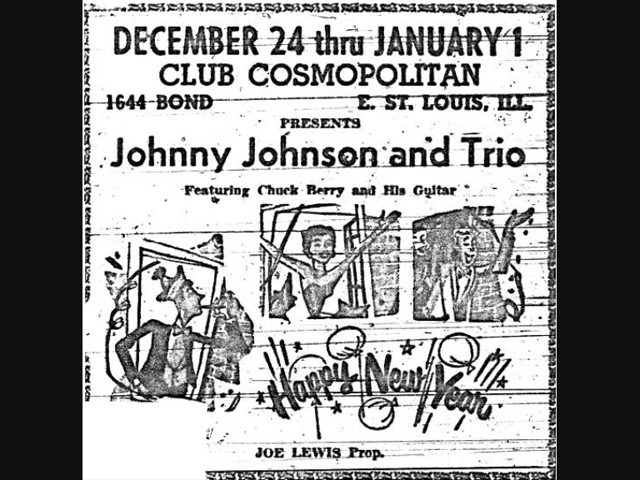 DECEMBER 24 thru JANUARY 1
CLUB COSMOPOLITAN
1644 BOND E. ST. LOUIS, ILL.
PRESENTS
Johnny Johnson and Trio
Featuring Chuck Berry and His Guitar
Happy New Year
JOE LEWIS Prop.